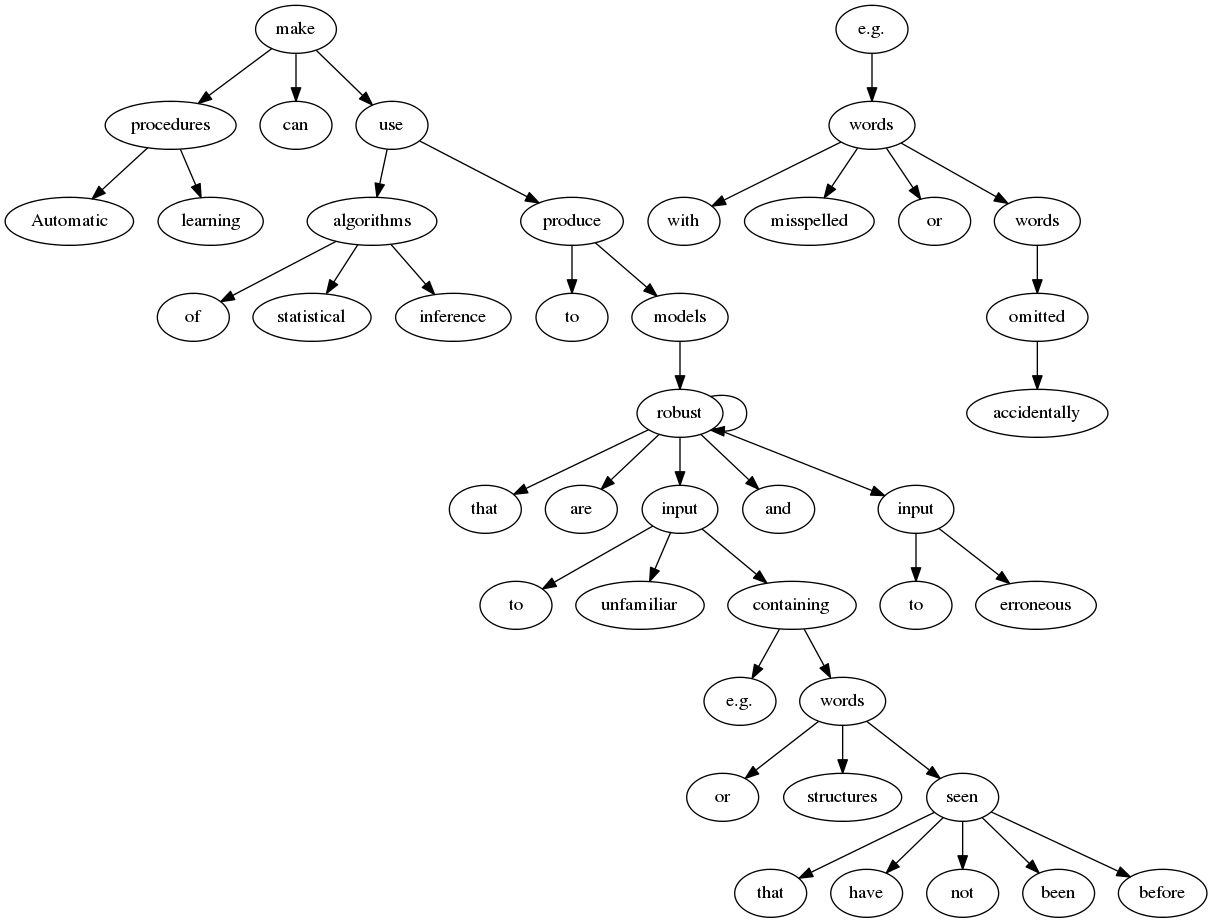 make e.g.
procedures can use words
Automatic learning algorithms produce with misspelled or words
of statistical inference to models omitted
robust accidentally
that are input and input
to unfamiliar containing to erroneous
e.g. words
or structures seen
that have not been before